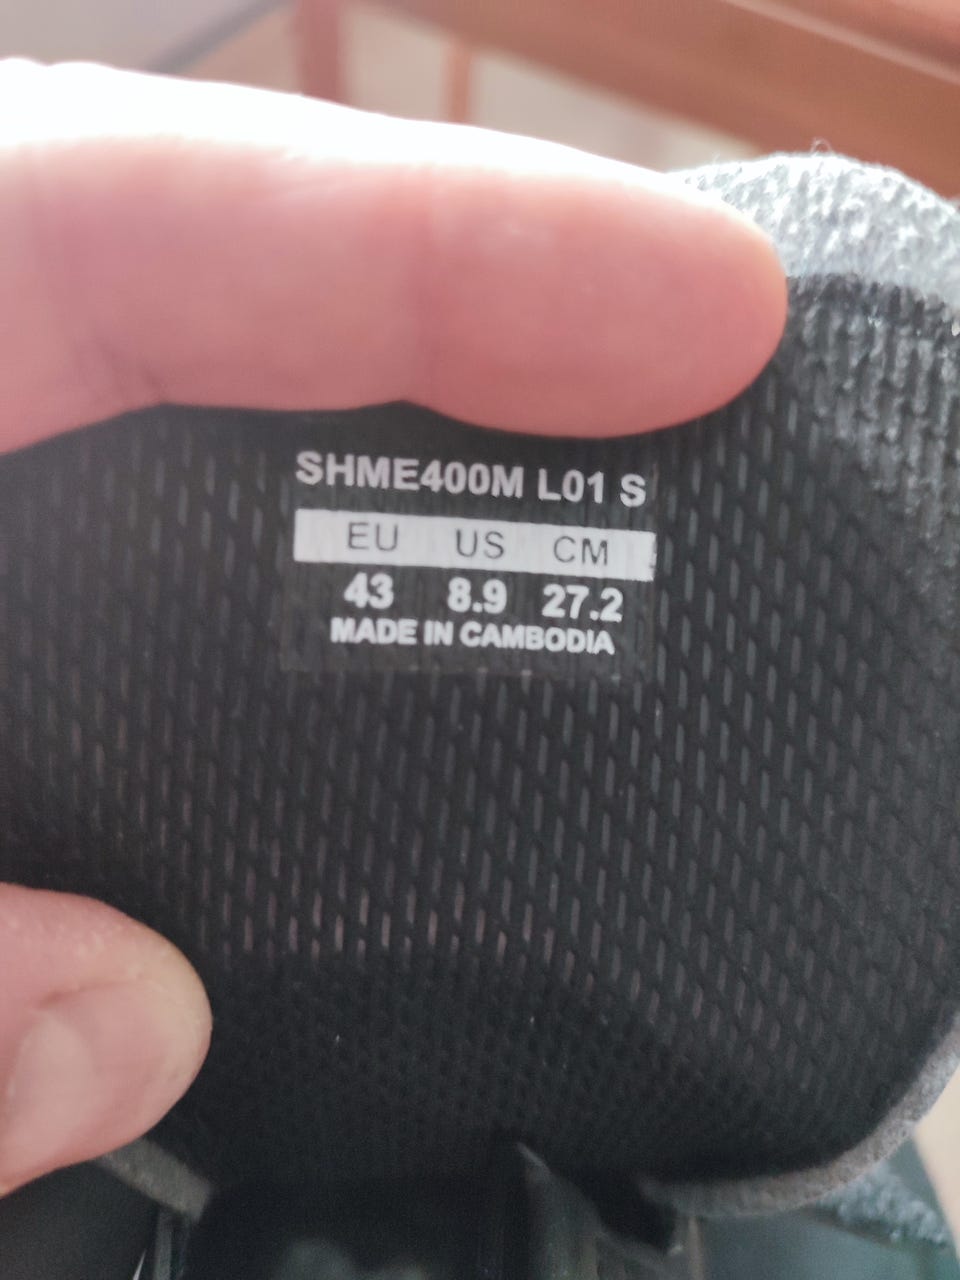 SHME400M L01 S
EU US CM
43 8.9 27.2
MADE IN CAMBODIA